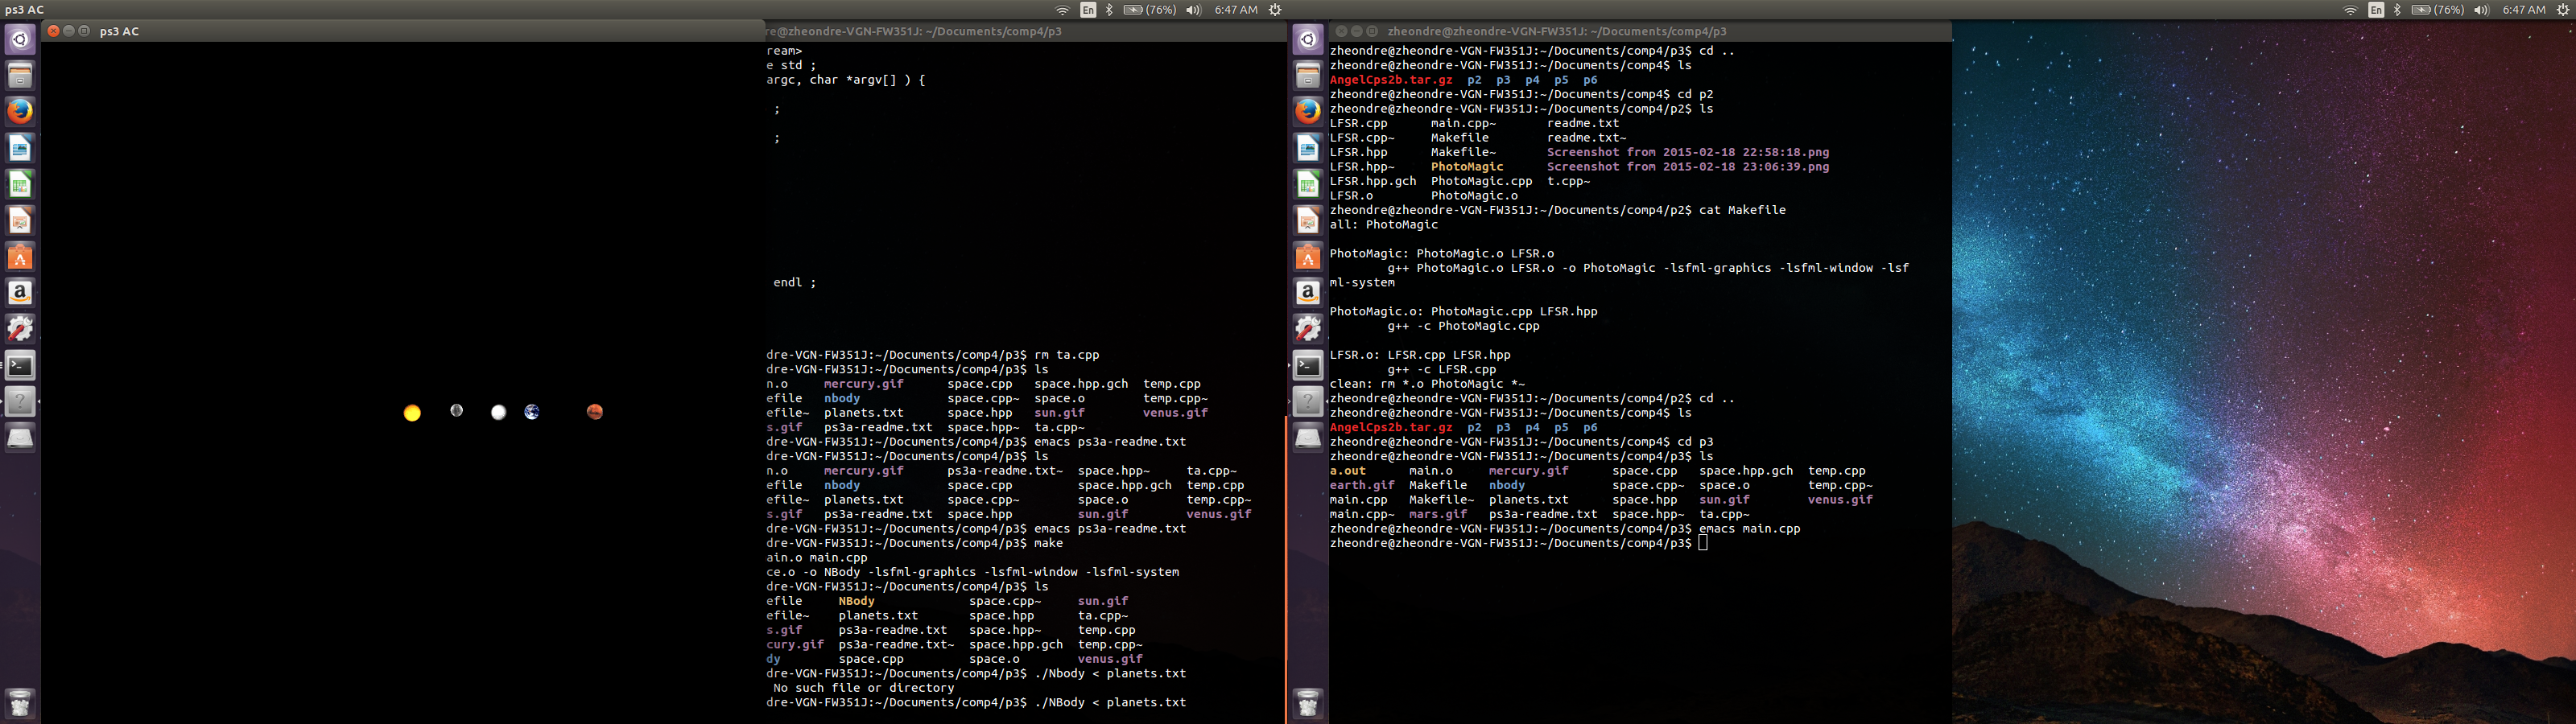 ps3 AC
En (76%) 6:47 AM
En (76%) 6:47 AM
ps3 AC
re@zheondre-VGN-FW351J: ~/Documents/comp4/p3
ream>
e std ;
argc, char *argv[] ) {
;
;
endl ;
dre-VGN-FW351J:~/Documents/comp4/p3$ rm ta.cpp
dre-VGN-FW351J:~/Documents/comp4/p3$ ls
n.o mercury.gif space.cpp space.hpp.gch temp.cpp
efile nbody space.cpp~ space.o temp.cpp~
efile~ planets.txt space.hpp sun.gif venus.gif
s.gif ps3a-readme.txt space.hpp~ ta.cpp~
dre-VGN-FW351J:~/Documents/comp4/p3$ emacs ps3a-readme.txt
dre-VGN-FW351J:~/Documents/comp4/p3$ ls
n.o mercury.gif ps3a-readme.txt~ space.hpp~ ta.cpp~
efile nbody space.cpp space.hpp.gch temp.cpp
efile~ planets.txt space.cpp~ space.o temp.cpp~
s.gif ps3a-readme.txt space.hpp sun.gif venus.gif
dre-VGN-FW351J:~/Documents/comp4/p3$ emacs ps3a-readme.txt
dre-VGN-FW351J:~/Documents/comp4/p3$ make
ain.o main.cpp
ce.o -o NBody -lsfml-graphics -lsfml-window -lsfml-system
dre-VGN-FW351J:~/Documents/comp4/p3$ ls
efile NBody space.cpp~ sun.gif
efile~ planets.txt space.hpp ta.cpp~
s.gif ps3a-readme.txt space.hpp~ temp.cpp
cury.gif ps3a-readme.txt~ space.hpp.gch temp.cpp~
dy space.cpp space.o venus.gif
dre-VGN-FW351J:~/Documents/comp4/p3$ ./Nbody < planets.txt
No such file or directory
dre-VGN-FW351J:~/Documents/comp4/p3$ ./NBody < planets.txt
zheondre@zheondre-VGN-FW351J: ~/Documents/comp4/p3
zheondre@zheondre-VGN-FW351J:~/Documents/comp4/p3$ cd ..
zheondre@zheondre-VGN-FW351J:~/Documents/comp4$ ls
AngelCps2b.tar.gz p2 p3 p4 p5 p6
zheondre@zheondre-VGN-FW351J:~/Documents/comp4$ cd p2
zheondre@zheondre-VGN-FW351J:~/Documents/comp4/p2$ ls
LFSR.cpp main.cpp~ readme.txt
LFSR.cpp~ Makefile readme.txt~
LFSR.hpp Makefile~ Screenshot from 2015-02-18 22:58:18.png
LFSR.hpp~ PhotoMagic Screenshot from 2015-02-18 23:06:39.png
LFSR.hpp.gch PhotoMagic.cpp t.cpp~
LFSR.o PhotoMagic.o
zheondre@zheondre-VGN-FW351J:~/Documents/comp4/p2$ cat Makefile
all: PhotoMagic
PhotoMagic: PhotoMagic.o LFSR.o
g++ PhotoMagic.o LFSR.o -o PhotoMagic -lsfml-graphics -lsfml-window -lsf
ml-system
PhotoMagic.o: PhotoMagic.cpp LFSR.hpp
g++ -c PhotoMagic.cpp
LFSR.o: LFSR.cpp LFSR.hpp
g++ -c LFSR.cpp
clean: rm *.o PhotoMagic *~
zheondre@zheondre-VGN-FW351J:~/Documents/comp4/p2$ cd ..
zheondre@zheondre-VGN-FW351J:~/Documents/comp4$ ls
AngelCps2b.tar.gz p2 p3 p4 p5 p6
zheondre@zheondre-VGN-FW351J:~/Documents/comp4$ cd p3
zheondre@zheondre-VGN-FW351J:~/Documents/comp4/p3$ ls
a.out main.o mercury.gif space.cpp space.hpp.gch temp.cpp
earth.gif Makefile nbody space.cpp~ space.o temp.cpp~
main.cpp Makefile~ planets.txt space.hpp sun.gif venus.gif
main.cpp~ mars.gif ps3a-readme.txt space.hpp~ ta.cpp~
zheondre@zheondre-VGN-FW351J:~/Documents/comp4/p3$ emacs main.cpp
zheondre@zheondre-VGN-FW351J:~/Documents/comp4/p3$